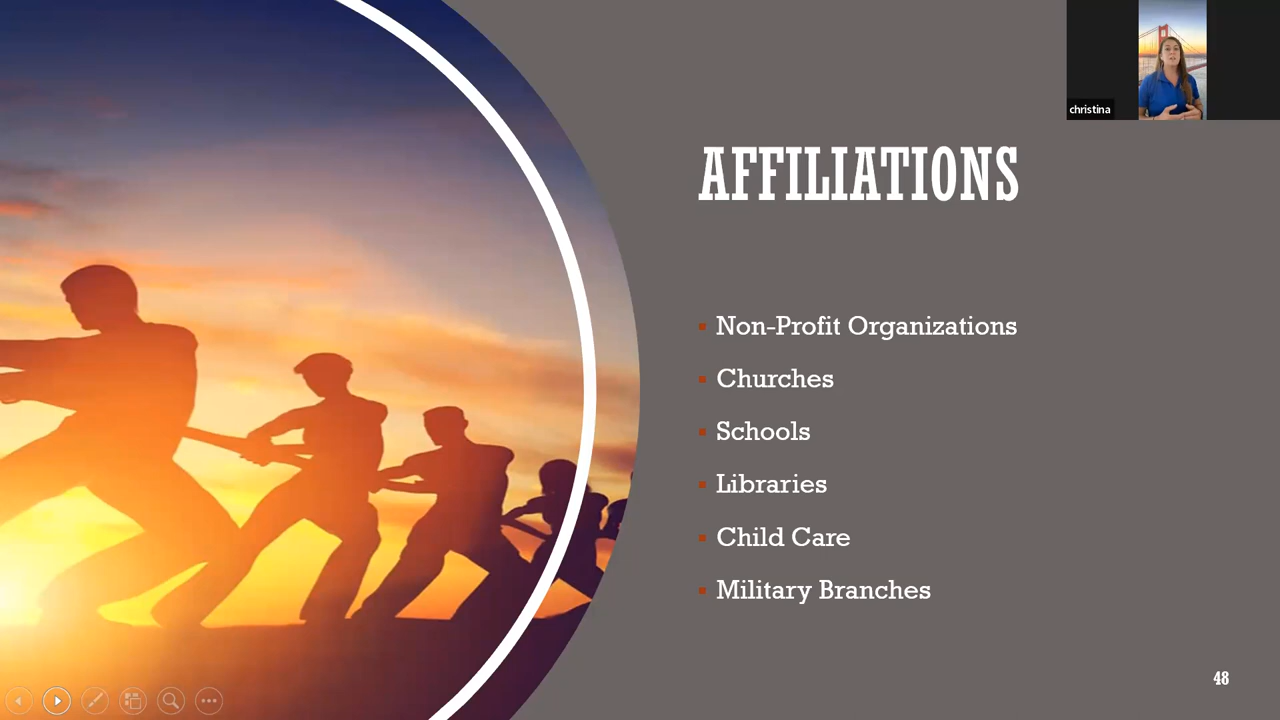 christina
AFFILIATIONS
Non-Profit Organizations
Churches
Schools
Libraries
Child Care
Military Branches
48